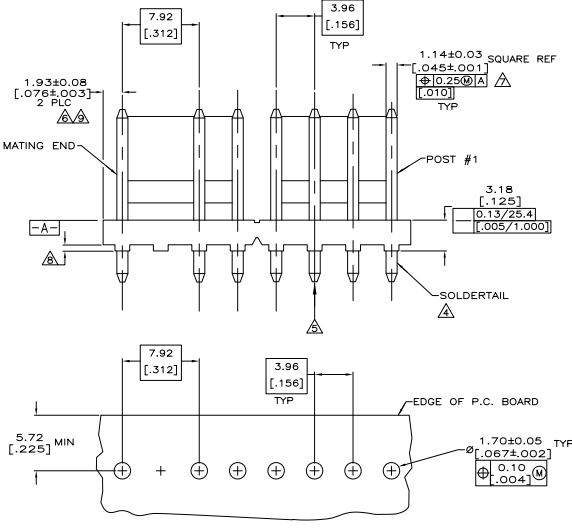 7.92
[.312]
3.96
[.156]
TYP
1.14±0.03 SQUARE REF
[.045±.001]
⌖ 0.25Ⓜ A
7
[.010]
TYP
1.93±0.08
[.076±.003]
2 PLC
6/9
MATING END
POST #1
3.18
[.125]
0.13/25.4
[.005/1.000]
-A-
8
SOLDERTAIL
4
5
7.92
[.312]
3.96
[.156]
TYP
EDGE OF P.C. BOARD
5.72 MIN
[.225]
⌀ 1.70±0.05 TYP
[.067±.002]
⌖ 0.10 Ⓜ
.004]